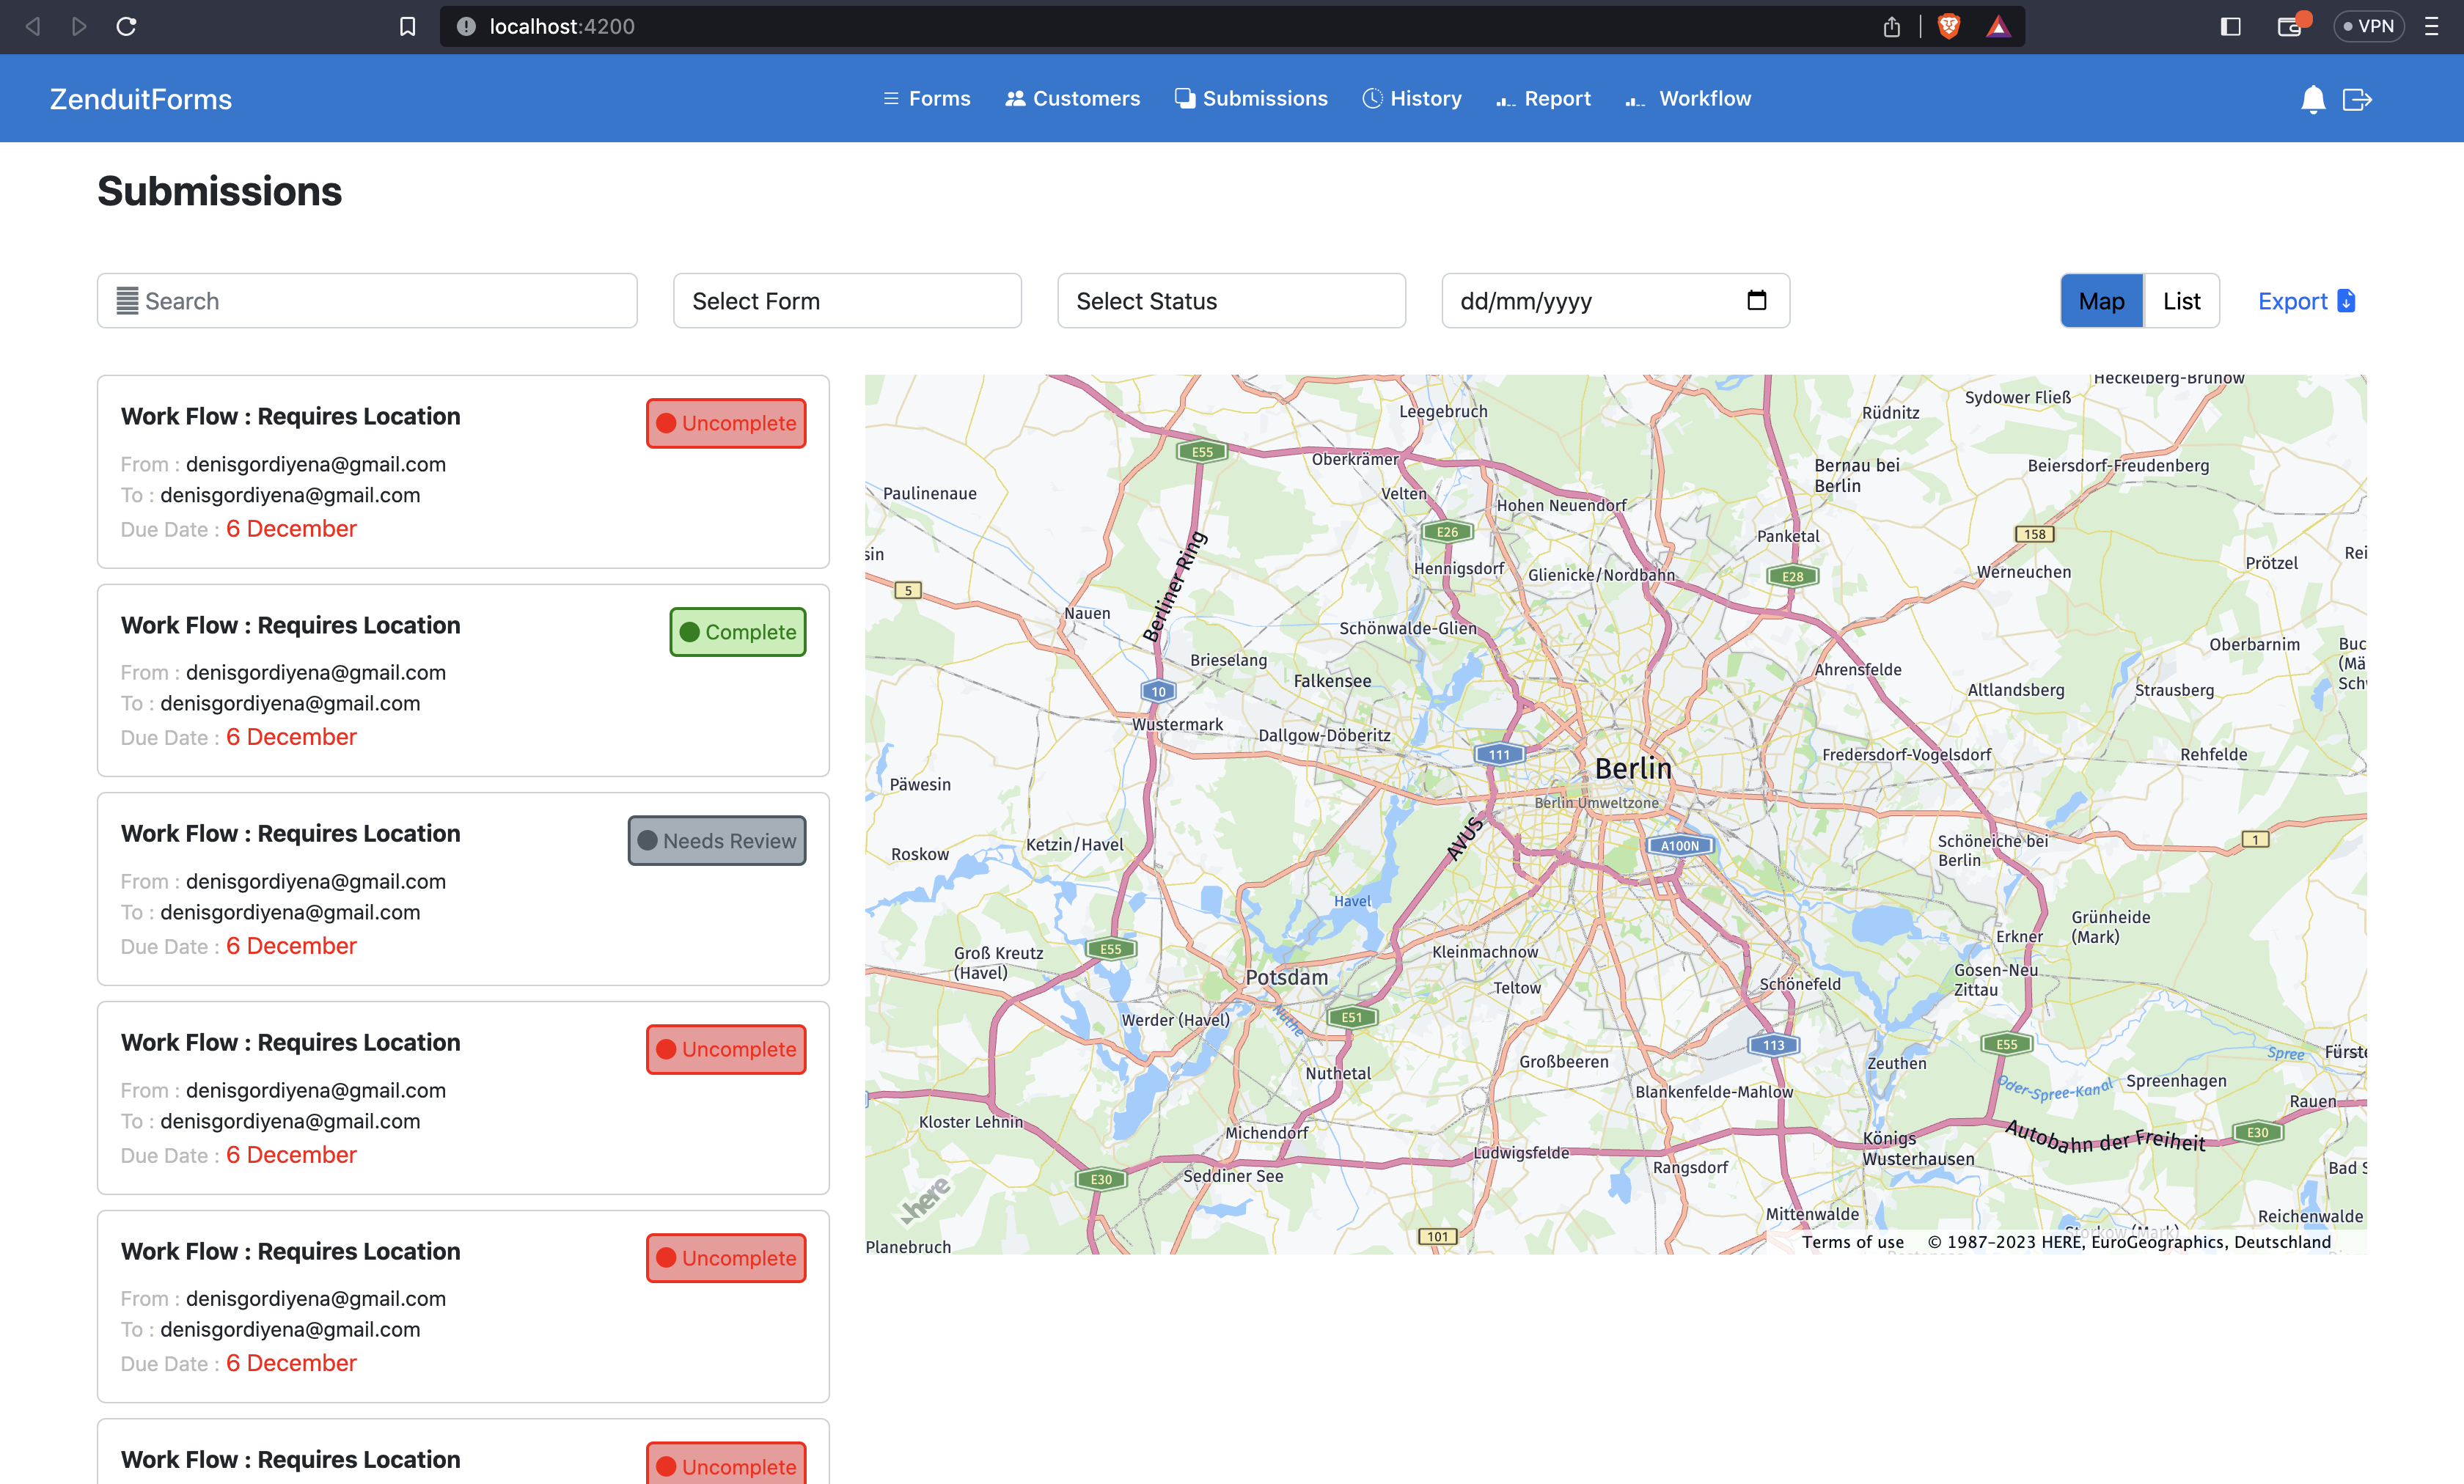 localhost:4200
VPN
ZenduitForms
Forms
Customers
Submissions
History
Report
Workflow
Submissions
Search
Select Form
Select Status
dd/mm/yyyy
Map
List
Export
Work Flow : Requires Location
Uncomplete
From : denisgordiyena@gmail.com
To : denisgordiyena@gmail.com
Due Date : 6 December
Work Flow : Requires Location
Complete
From : denisgordiyena@gmail.com
To : denisgordiyena@gmail.com
Due Date : 6 December
Work Flow : Requires Location
Needs Review
From : denisgordiyena@gmail.com
To : denisgordiyena@gmail.com
Due Date : 6 December
Work Flow : Requires Location
Uncomplete
From : denisgordiyena@gmail.com
To : denisgordiyena@gmail.com
Due Date : 6 December
Work Flow : Requires Location
Uncomplete
From : denisgordiyena@gmail.com
To : denisgordiyena@gmail.com
Due Date : 6 December
Work Flow : Requires Location
Uncomplete
Heckelberg-Brunow
Sydower Fließ
Leegebruch
Rüdnitz
E55
Oberkrämer
Bernau bei
Berlin
Beiersdorf-Freudenberg
Paulinenaue
Velten
Hohen Neuendorf
E26
Panketal
158
sin
Rei
Hennigsdorf
Glienicke/Nordbahn
E28
Werneuchen
Prötzel
5
Berliner Ring
Nauen
Schönwalde-Glien
Oberbarnim
Buc
(Mä
Sch
Brieselang
Falkensee
Ahrensfelde
Altlandsberg
Strausberg
10
Wustermark
Dallgow-Döberitz
111
Berlin
Fredersdorf-Vogelsdorf
Rehfelde
Päwesin
Berlin Umweltzone
AVUS
Roskow
Ketzin/Havel
A100N
Schöneiche bei
Berlin
1
Havel
Grünheide
(Mark)
Erkner
E55
Groß Kreutz
(Havel)
Kleinmachnow
Potsdam
Teltow
Schönefeld
Gosen-Neu
Zittau
Werder (Havel)
Nuthe
E51
113
E55
Großbeeren
Zeuthen
Spree
Fürste
Nuthetal
Blankenfelde-Mahlow
Oder-Spree-Kanal
Spreenhagen
Rauen
Kloster Lehnin
Michendorf
Autobahn der Freiheit
E30
Königs
Wusterhausen
Ludwigsfelde
Rangsdorf
Bad S
E30
Seddiner See
here
Mittenwalde
Reichenwalde
101
Storkow (Mark)
Planebruch
Terms of use
© 1987–2023 HERE, EuroGeographics, Deutschland